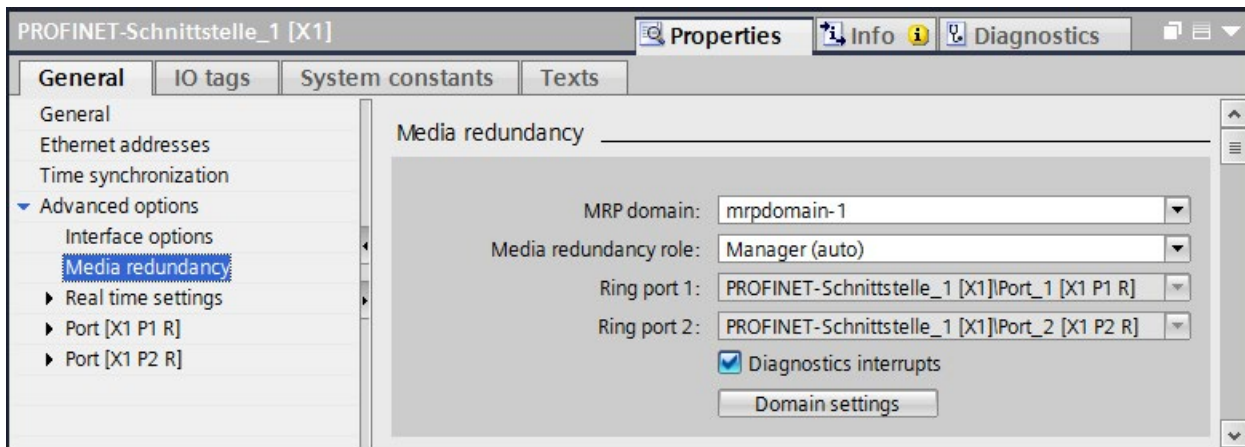 PROFINET-Schnittstelle_1 [X1]
Properties
Info
Diagnostics
General
IO tags
System constants
Texts
General
Ethernet addresses
Time synchronization
Advanced options
Interface options
Media redundancy
Real time settings
Port [X1 P1 R]
Port [X1 P2 R]
Media redundancy
MRP domain: mrpdomain-1
Media redundancy role: Manager (auto)
Ring port 1: PROFINET-Schnittstelle_1 [X1]\Port_1 [X1 P1 R]
Ring port 2: PROFINET-Schnittstelle_1 [X1]\Port_2 [X1 P2 R]
Diagnostics interrupts
Domain settings